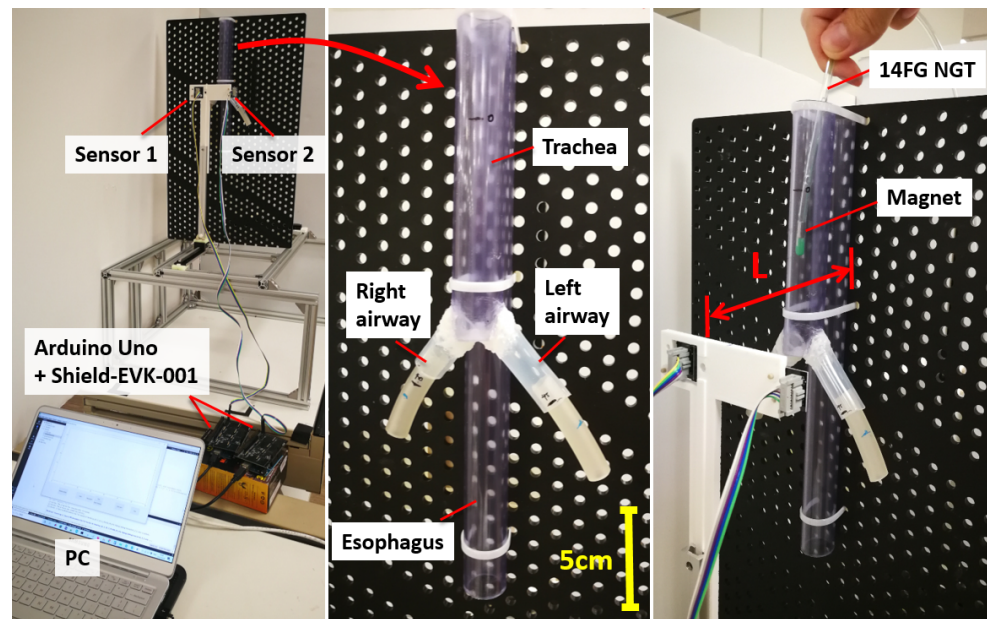 Sensor 1
Sensor 2
Arduino Uno
+ Shield-EVK-001
PC
Trachea
Right
airway
Left
airway
Esophagus
5cm
14FG NGT
Magnet
L